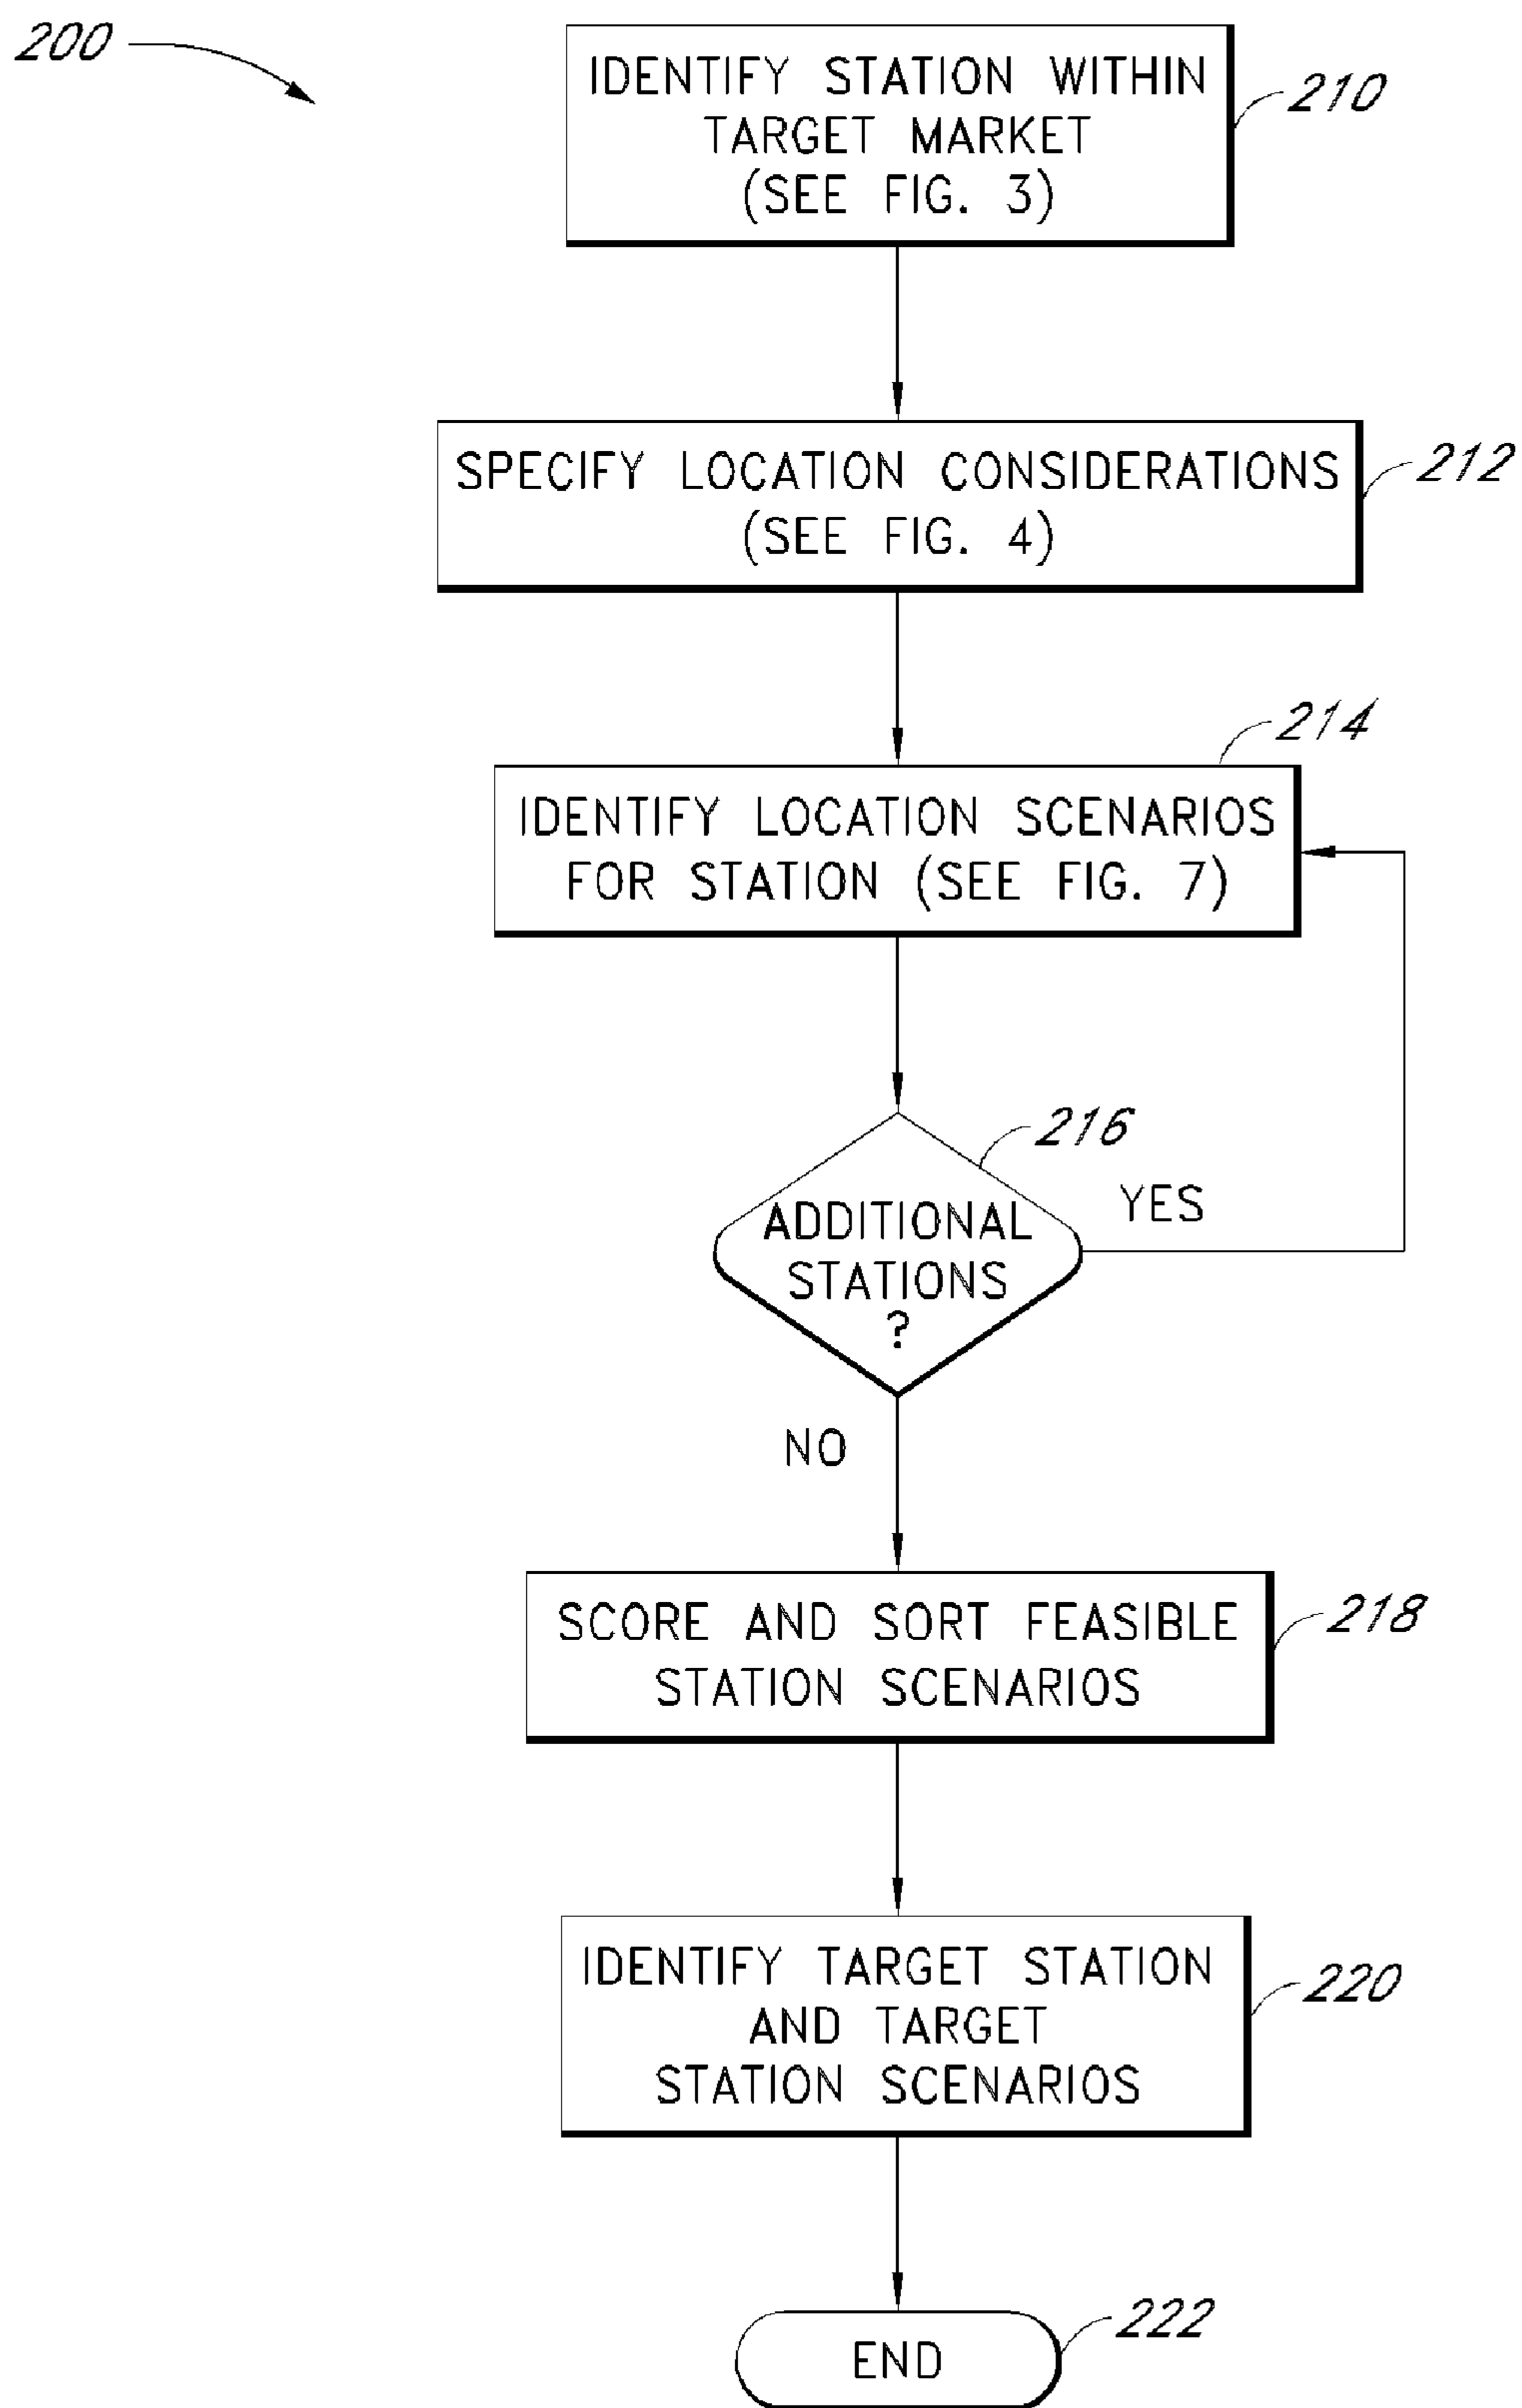 200
IDENTIFY STATION WITHIN
TARGET MARKET
(SEE FIG. 3)
210
SPECIFY LOCATION CONSIDERATIONS
(SEE FIG. 4)
212
214
IDENTIFY LOCATION SCENARIOS
FOR STATION (SEE FIG. 7)
216
ADDITIONAL
STATIONS
?
YES
NO
SCORE AND SORT FEASIBLE
STATION SCENARIOS
218
IDENTIFY TARGET STATION
AND TARGET
STATION SCENARIOS
220
END
222